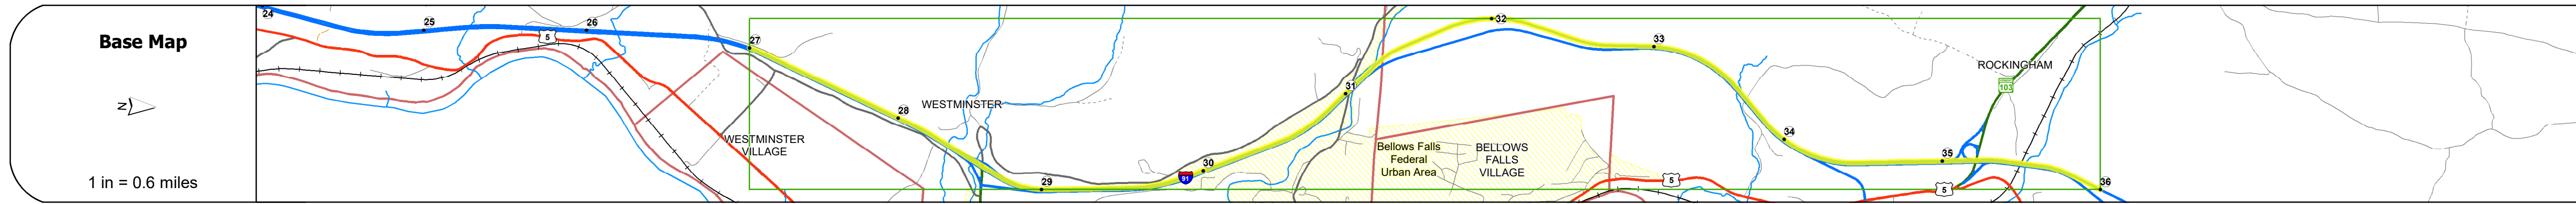 Base Map
N
1 in = 0.6 miles
24
25
26
5
27
WESTMINSTER
VILLAGE
28
WESTMINSTER
29
30
91
31
Bellows Falls
Federal
Urban Area
BELLOWS
FALLS
VILLAGE
32
33
5
34
35
5
ROCKINGHAM
103
36